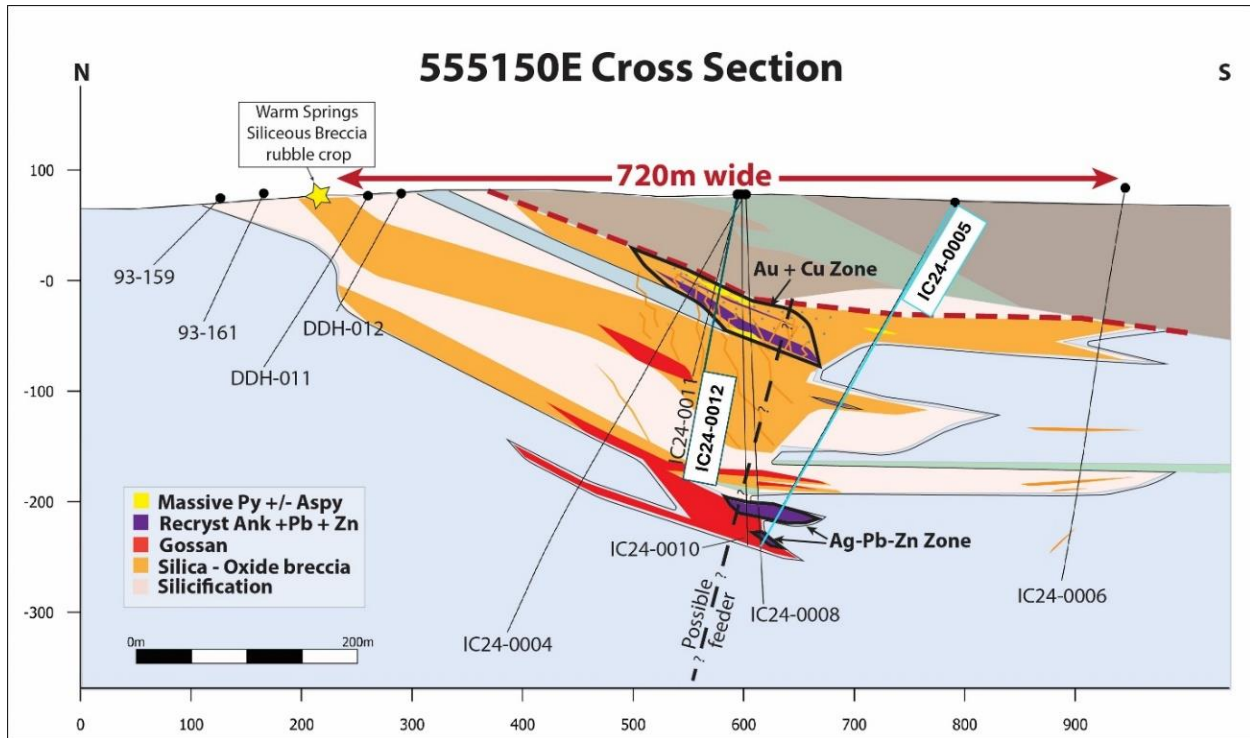 555150E Cross Section
N
S
Warm Springs
Siliceous Breccia
rubble crop
720m wide
100
-0
-100
-200
-300
93-159
93-161
DDH-011
DDH-012
Au + Cu Zone
IC24-0005
IC24-0011
IC24-0012
?
?
?
?
Possible
feeder
Ag-Pb-Zn Zone
IC24-0010
IC24-0004
IC24-0008
IC24-0006
Massive Py +/- Aspy
Recryst Ank +Pb + Zn
Gossan
Silica - Oxide breccia
Silicification
0m
200m
0
100
200
300
400
500
600
700
800
900